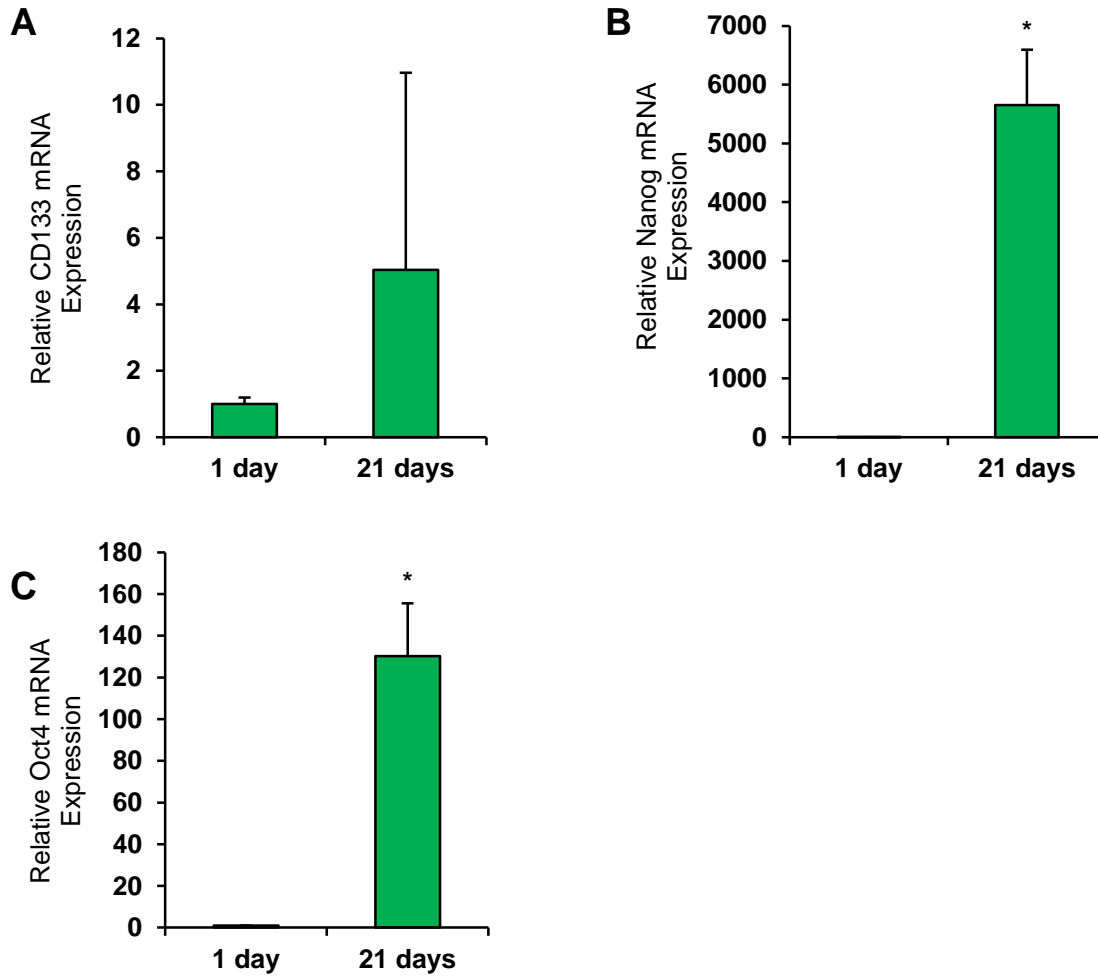 A
Relative CD133 mRNA
Expression
12
10
8
6
4
2
0
1 day
21 days
B
Relative Nanog mRNA
Expression
7000
6000
5000
4000
3000
2000
1000
0
*
1 day
21 days
C
Relative Oct4 mRNA
Expression
180
160
140
120
100
80
60
40
20
0
*
1 day
21 days